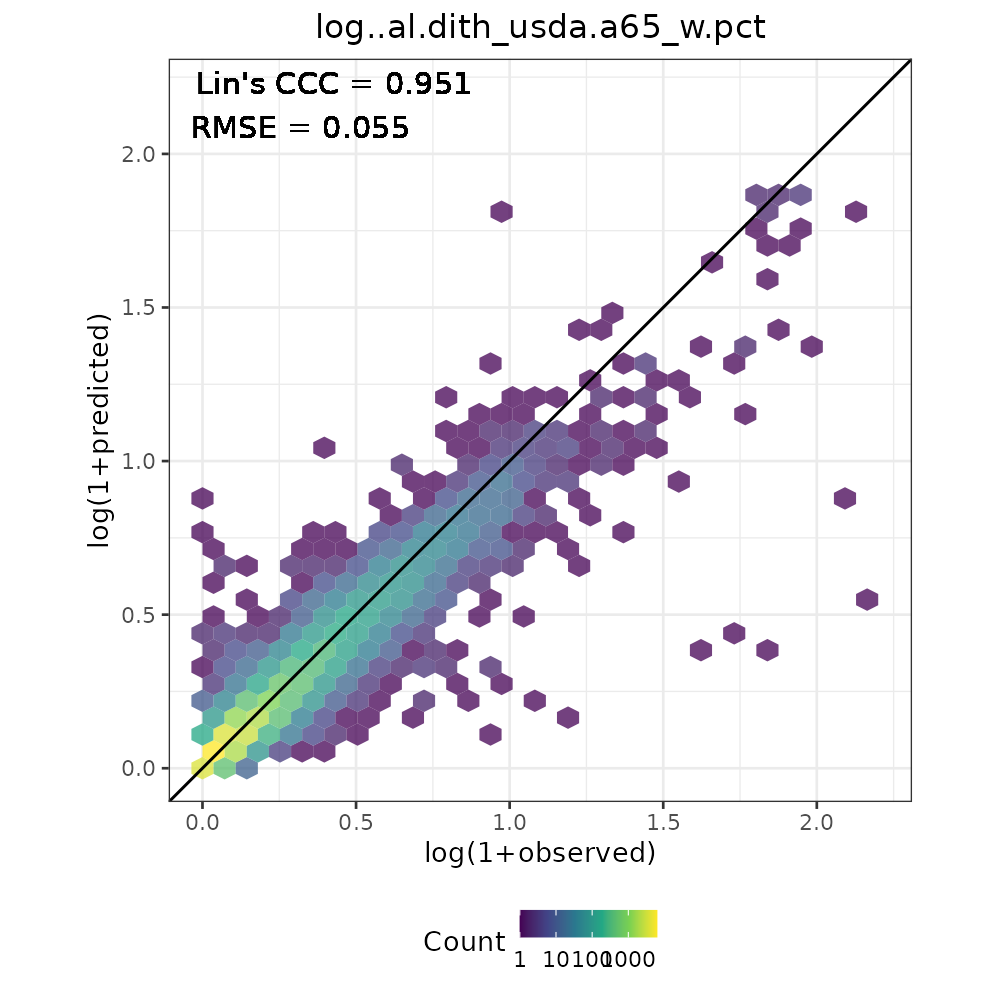 log..al.dith_usda.a65_w.pct
Lin's CCC = 0.951
RMSE = 0.055
log(1+predicted)
2.0
1.5
1.0
0.5
0.0
0.0 0.5 1.0 1.5 2.0
log(1+observed)
Count
1 10 100 1000